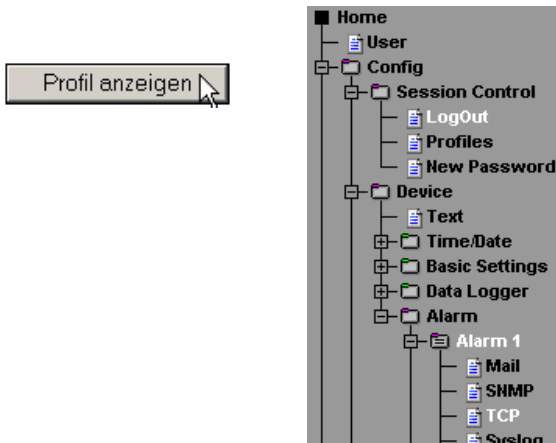 Profil anzeigen
Home
User
Config
Session Control
LogOut
Profiles
New Password
Device
Text
Time/Date
Basic Settings
Data Logger
Alarm
Alarm 1
Mail
SNMP
TCP
Syslog